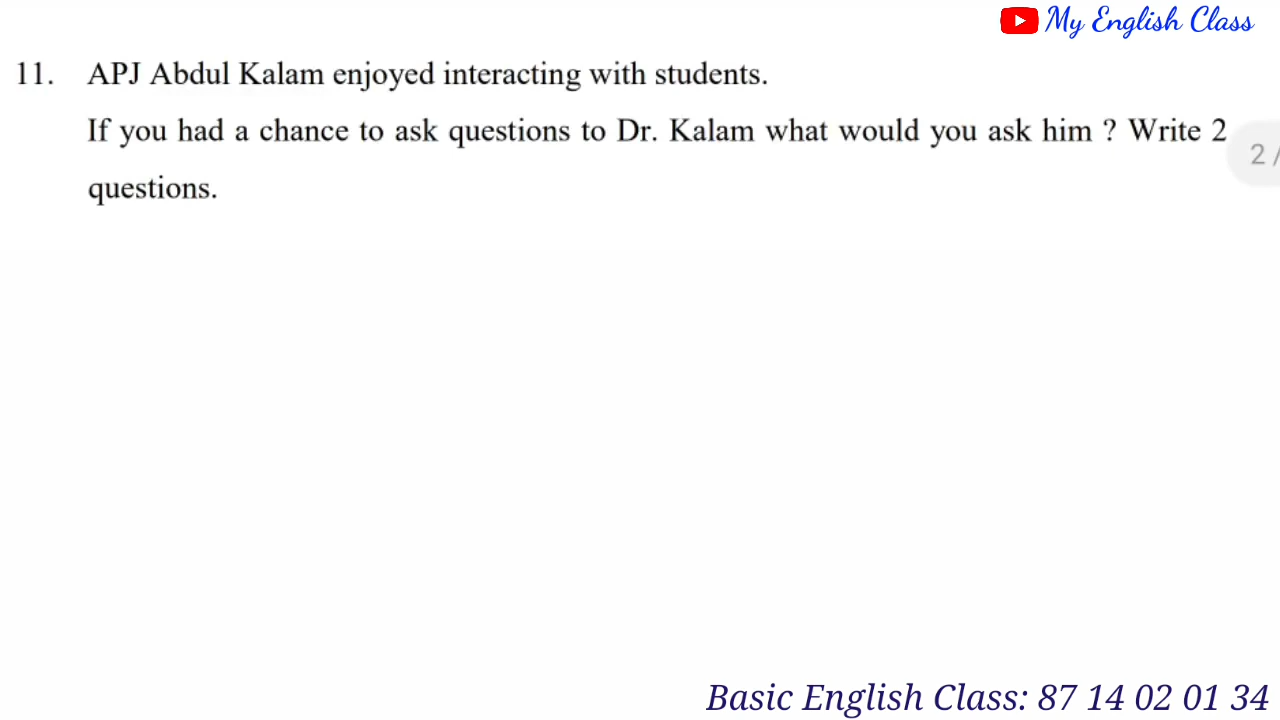 My English Class
11. APJ Abdul Kalam enjoyed interacting with students.
If you had a chance to ask questions to Dr. Kalam what would you ask him ? Write 2
2 /
questions.
Basic English Class: 87 14 02 01 34